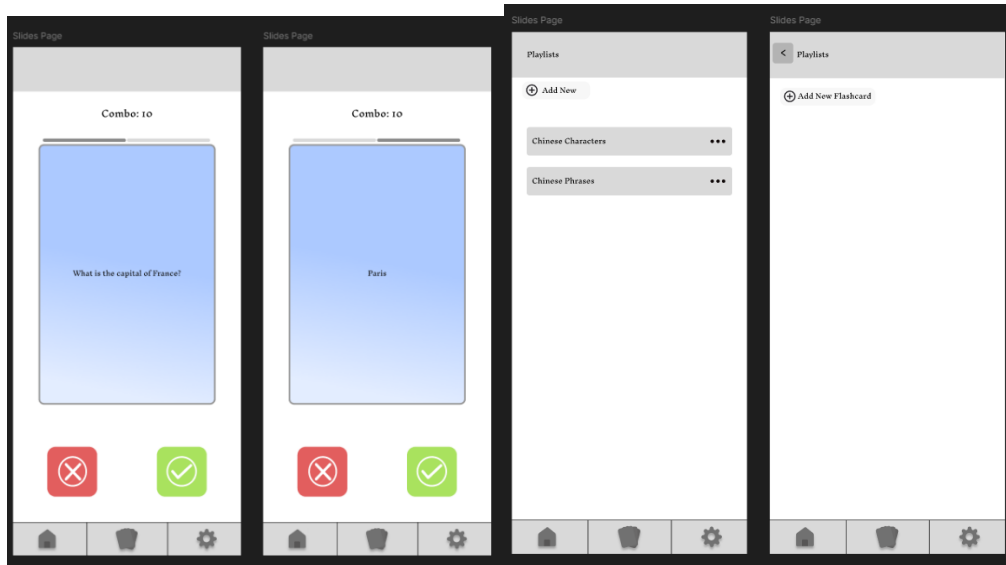 Slides Page
Combo: 10
What is the capital of France?
Slides Page
Combo: 10
Paris
Slides Page
Playlists
Add New
Chinese Characters
Chinese Phrases
Slides Page
< Playlists
Add New Flashcard